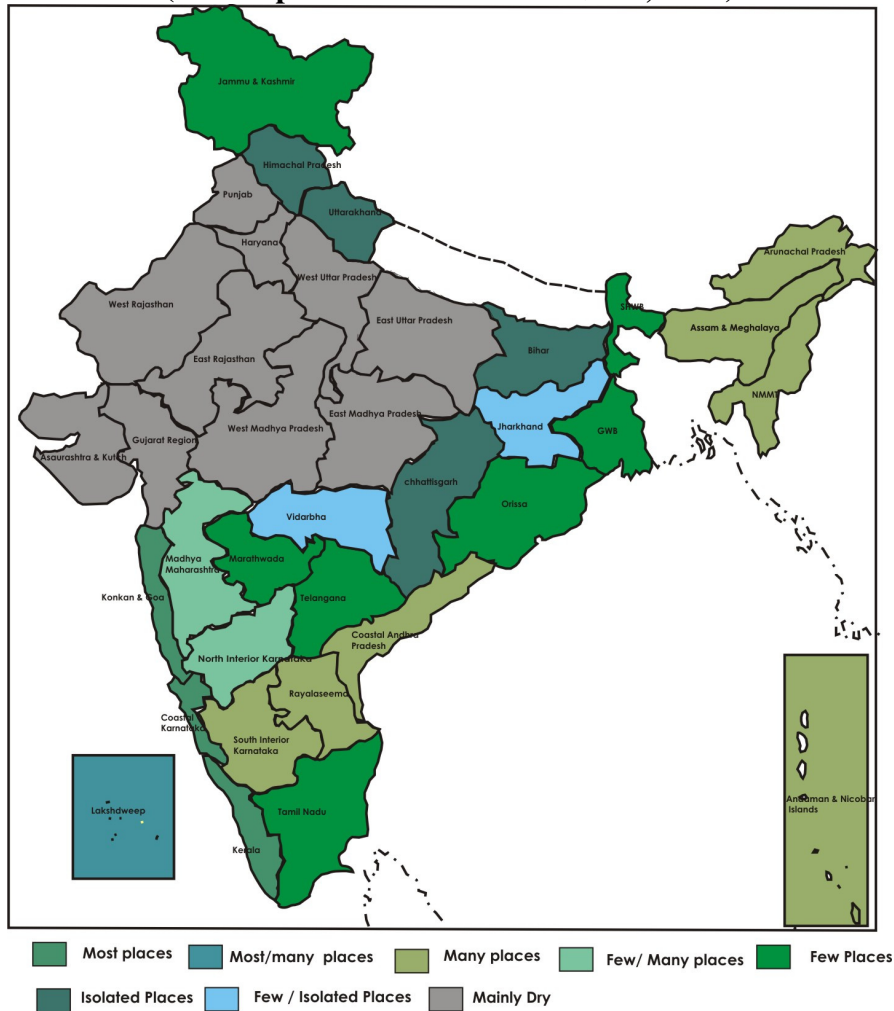 Jammu & Kashmir
Himachal Pradesh
Punjab
Uttarakhand
Haryana
West Uttar Pradesh
Arunachal Pradesh
West Rajasthan
SHWB
East Uttar Pradesh
Assam & Meghalaya
Bihar
East Rajasthan
NMMT
East Madhya Pradesh
West Madhya Pradesh
Jharkhand
GWB
Gujarat Region
Asaurashtra & Kutch
chhattisgarh
Orissa
Vidarbha
Madhya
Maharashtra
Marathwada
Konkan & Goa
Telangana
Coastal Andhra
Pradesh
North Interior Karnataka
Rayalaseema
Coastal
Karnataka
South Interior
Karnataka
Lakshdweep
Tamil Nadu
Andaman & Nicobar
Islands
Kerala
Most places
Most/many places
Many places
Few/ Many places
Few Places
Isolated Places
Few / Isolated Places
Mainly Dry